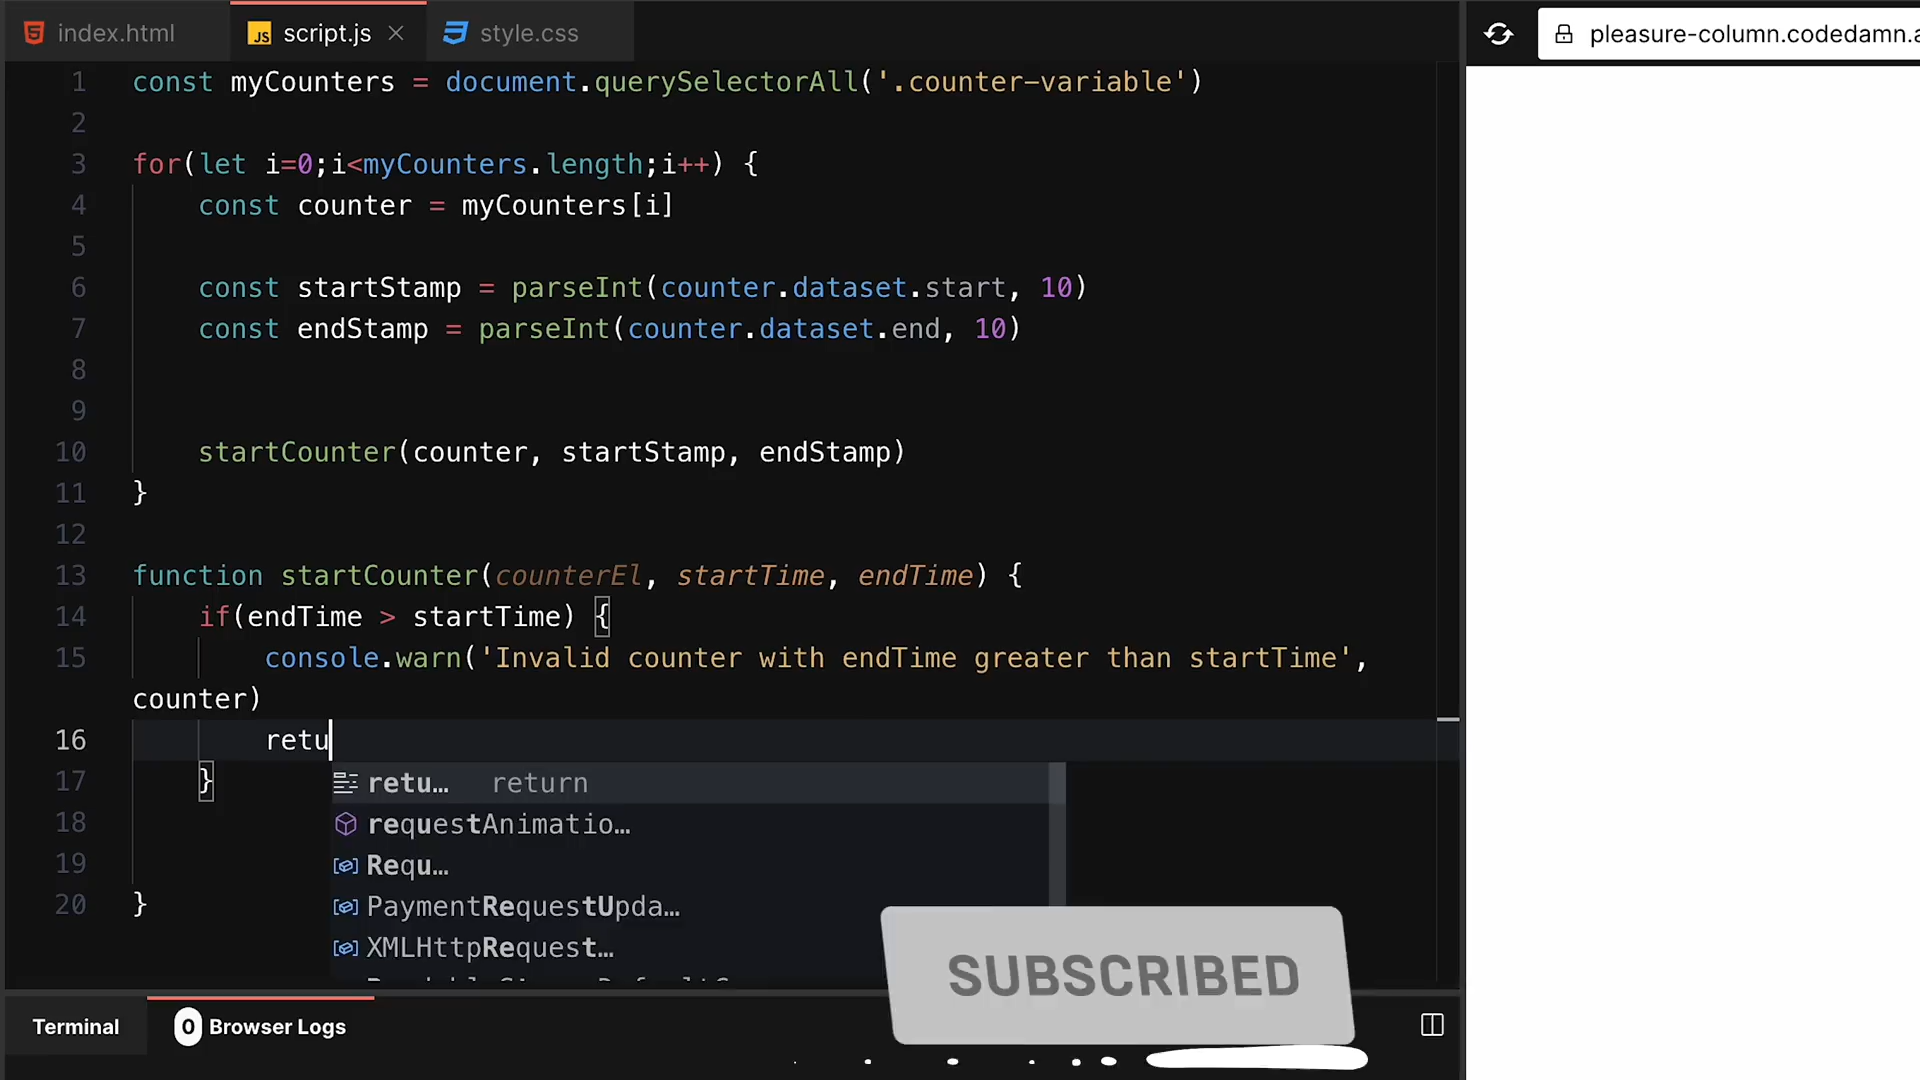 index.html
script.js
style.css
pleasure-column.codedamn.a
1 const myCounters = document.querySelectorAll('.counter-variable')
2
3 for(let i=0;i<myCounters.length;i++) {
4 const counter = myCounters[i]
5
6 const startStamp = parseInt(counter.dataset.start, 10)
7 const endStamp = parseInt(counter.dataset.end, 10)
8
9
10 startCounter(counter, startStamp, endStamp)
11 }
12
13 function startCounter(counterEl, startTime, endTime) {
14 if(endTime > startTime) {
15 console.warn('Invalid counter with endTime greater than startTime',
counter)
16 retu
17 }
retu… return
18
requestAnimatio…
19
Requ…
20 }
PaymentRequestUpda…
XMLHttpRequest…
SUBSCRIBED
Terminal
0 Browser Logs